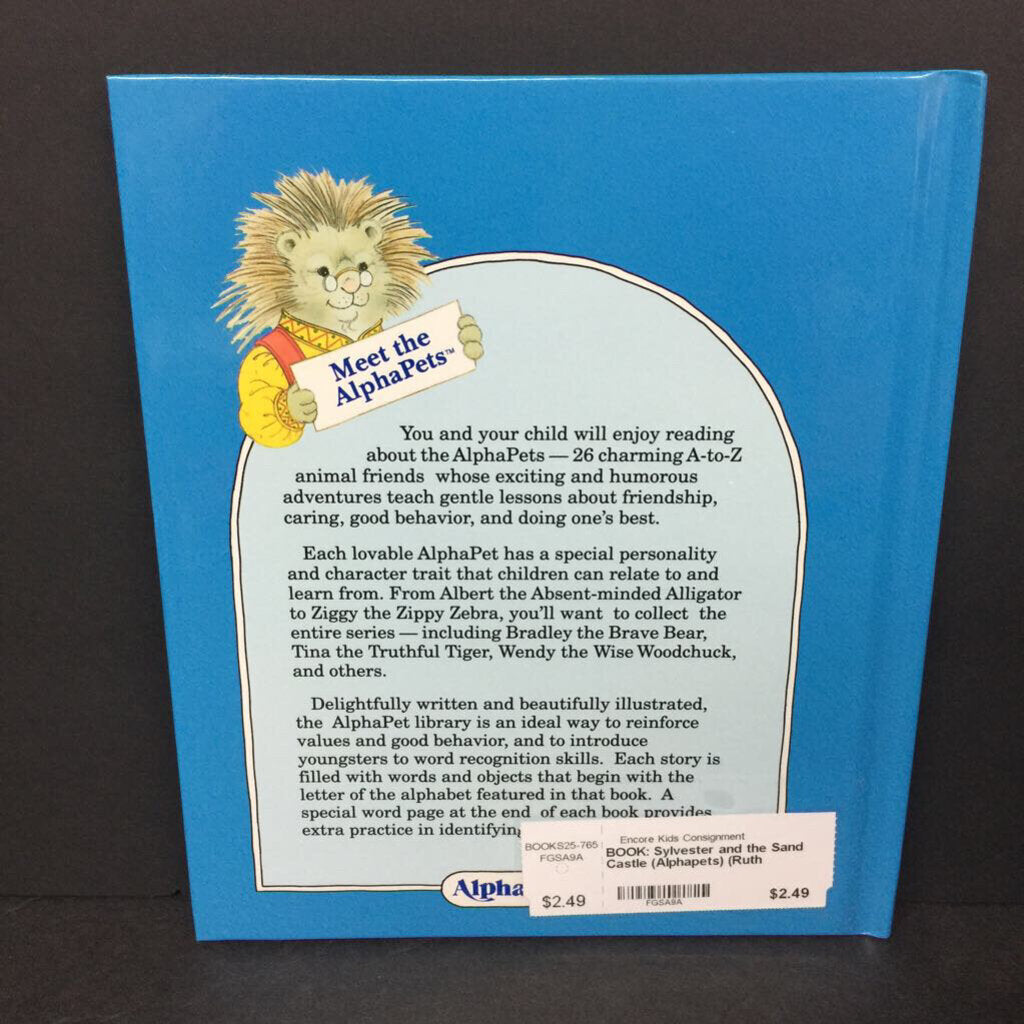 Meet the
AlphaPets™
You and your child will enjoy reading
about the AlphaPets — 26 charming A-to-Z
animal friends whose exciting and humorous
adventures teach gentle lessons about friendship,
caring, good behavior, and doing one's best.
Each lovable AlphaPet has a special personality
and character trait that children can relate to and
learn from. From Albert the Absent-minded Alligator
to Ziggy the Zippy Zebra, you'll want to collect the
entire series — including Bradley the Brave Bear,
Tina the Truthful Tiger, Wendy the Wise Woodchuck,
and others.
Delightfully written and beautifully illustrated,
the AlphaPet library is an ideal way to reinforce
values and good behavior, and to introduce
youngsters to word recognition skills. Each story is
filled with words and objects that begin with the
letter of the alphabet featured in that book. A
special word page at the end of each book provides
extra practice in identifying
Alpha
BOOKS25-765
FGSA9A
$2.49
Encore Kids Consignment
BOOK: Sylvester and the Sand
Castle (Alphapets) (Ruth
FGSA9A
$2.49